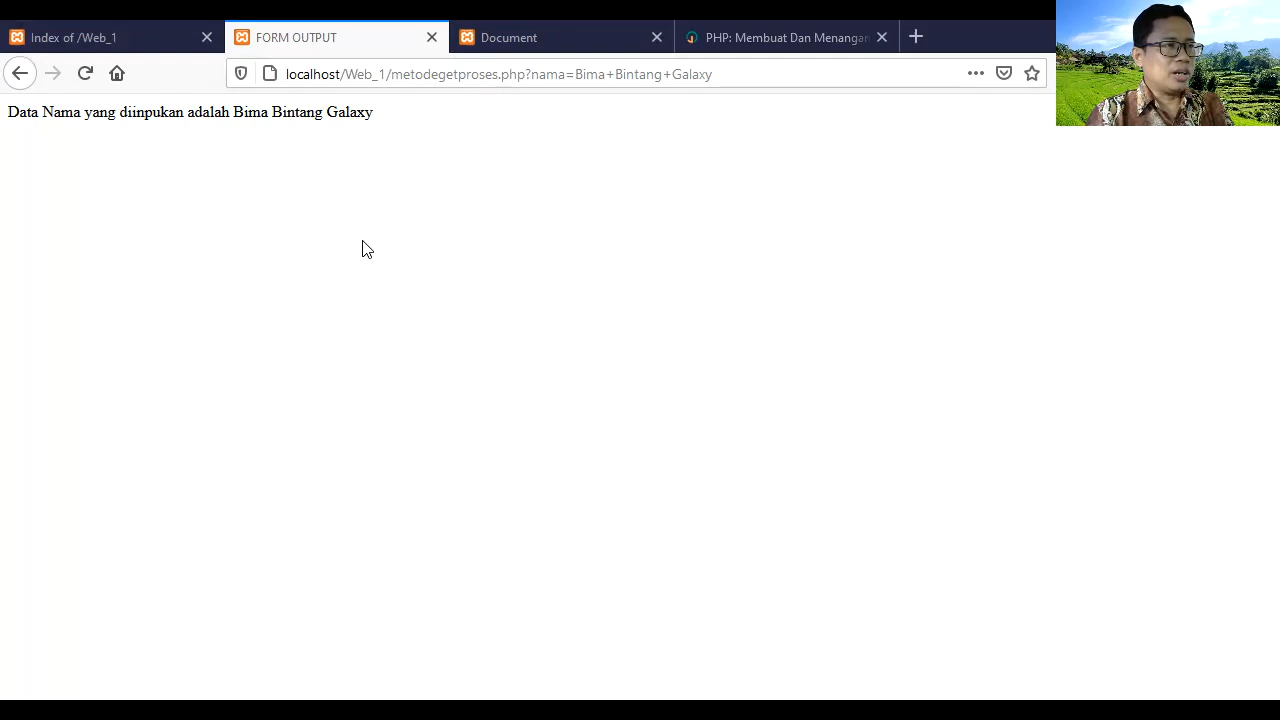 Index of /Web_1
FORM OUTPUT
Document
PHP: Membuat Dan Menangan
localhost/Web_1/metodegetproses.php?nama=Bima+Bintang+Galaxy
Data Nama yang diinpukan adalah Bima Bintang Galaxy